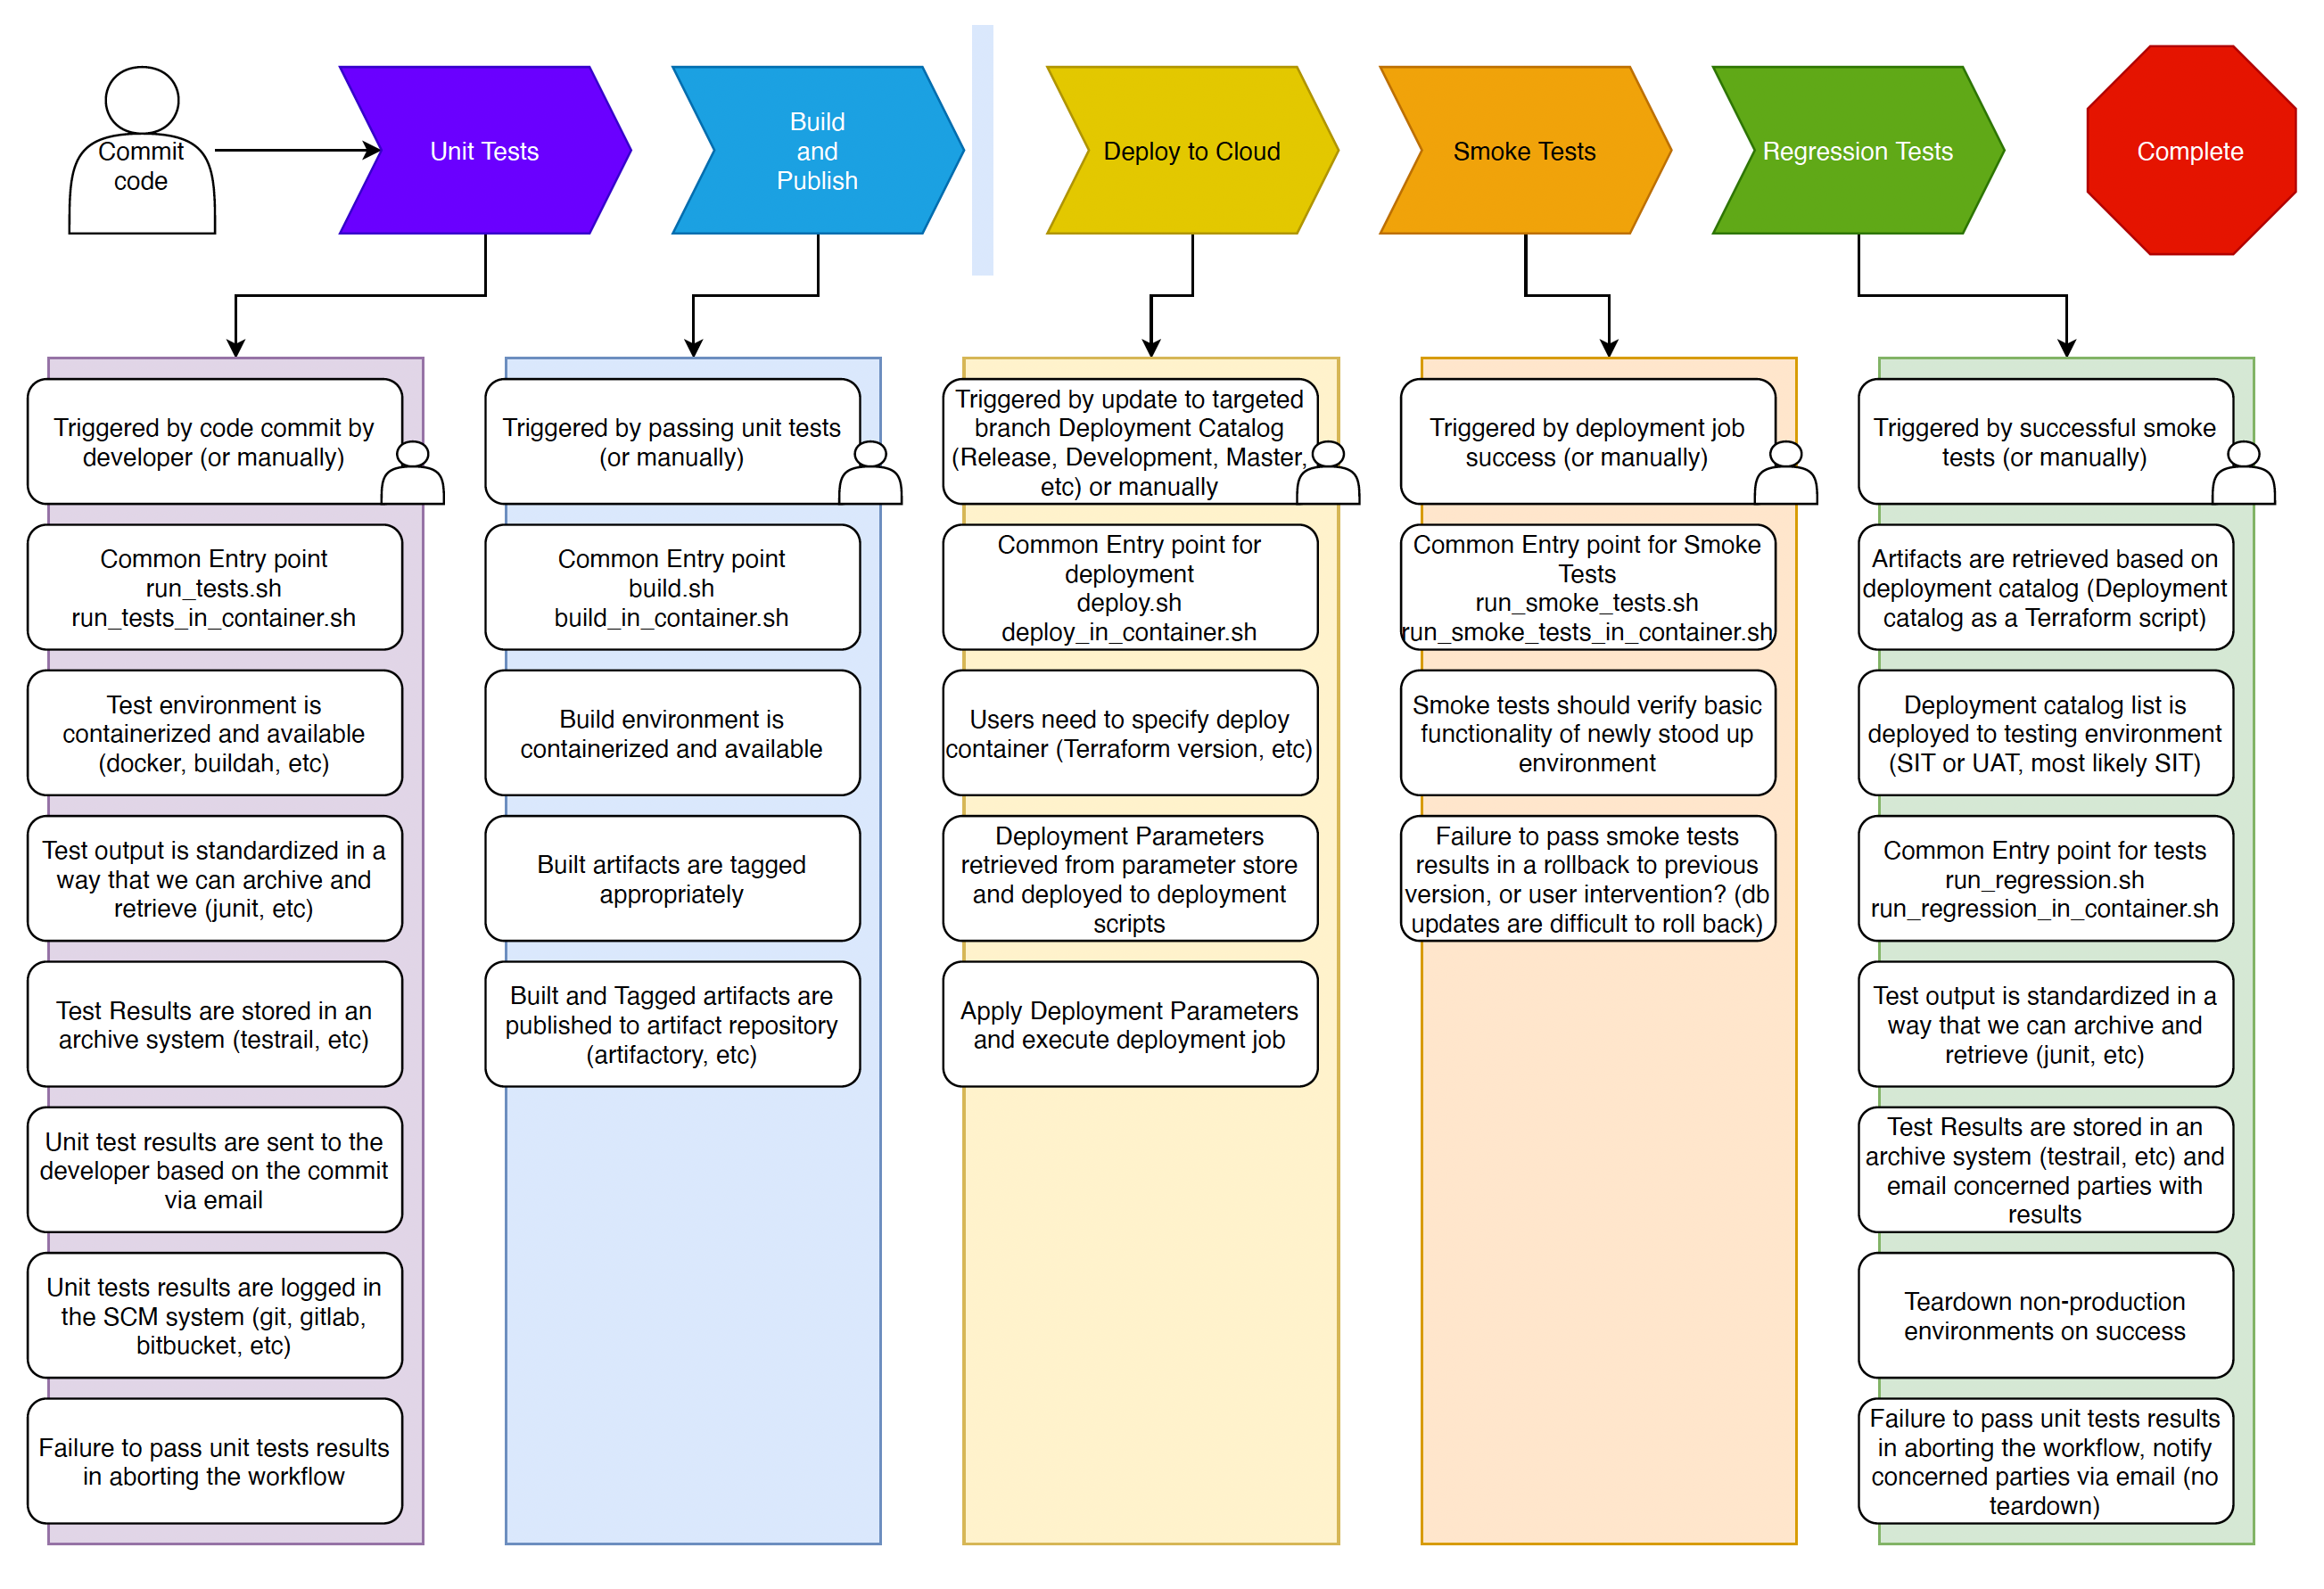 Commit
code
Unit Tests
Build
and
Publish
Deploy to Cloud
Smoke Tests
Regression Tests
Complete
Triggered by code commit by
developer (or manually)
Common Entry point
run_tests.sh
run_tests_in_container.sh
Test environment is
containerized and available
(docker, buildah, etc)
Test output is standardized in a
way that we can archive and
retrieve (junit, etc)
Test Results are stored in an
archive system (testrail, etc)
Unit test results are sent to the
developer based on the commit
via email
Unit tests results are logged in
the SCM system (git, gitlab,
bitbucket, etc)
Failure to pass unit tests results
in aborting the workflow
Triggered by passing unit tests
(or manually)
Common Entry point
build.sh
build_in_container.sh
Build environment is
containerized and available
Built artifacts are tagged
appropriately
Built and Tagged artifacts are
published to artifact repository
(artifactory, etc)
Triggered by update to targeted
branch Deployment Catalog
(Release, Development, Master,
etc) or manually
Common Entry point for
deployment
deploy.sh
deploy_in_container.sh
Users need to specify deploy
container (Terraform version, etc)
Deployment Parameters
retrieved from parameter store
and deployed to deployment
scripts
Apply Deployment Parameters
and execute deployment job
Triggered by deployment job
success (or manually)
Common Entry point for Smoke
Tests
run_smoke_tests.sh
run_smoke_tests_in_container.sh
Smoke tests should verify basic
functionality of newly stood up
environment
Failure to pass smoke tests
results in a rollback to previous
version, or user intervention? (db
updates are difficult to roll back)
Triggered by successful smoke
tests (or manually)
Artifacts are retrieved based on
deployment catalog (Deployment
catalog as a Terraform script)
Deployment catalog list is
deployed to testing environment
(SIT or UAT, most likely SIT)
Common Entry point for tests
run_regression.sh
run_regression_in_container.sh
Test output is standardized in a
way that we can archive and
retrieve (junit, etc)
Test Results are stored in an
archive system (testrail, etc) and
email concerned parties with
results
Teardown non-production
environments on success
Failure to pass unit tests results
in aborting the workflow, notify
concerned parties via email (no
teardown)